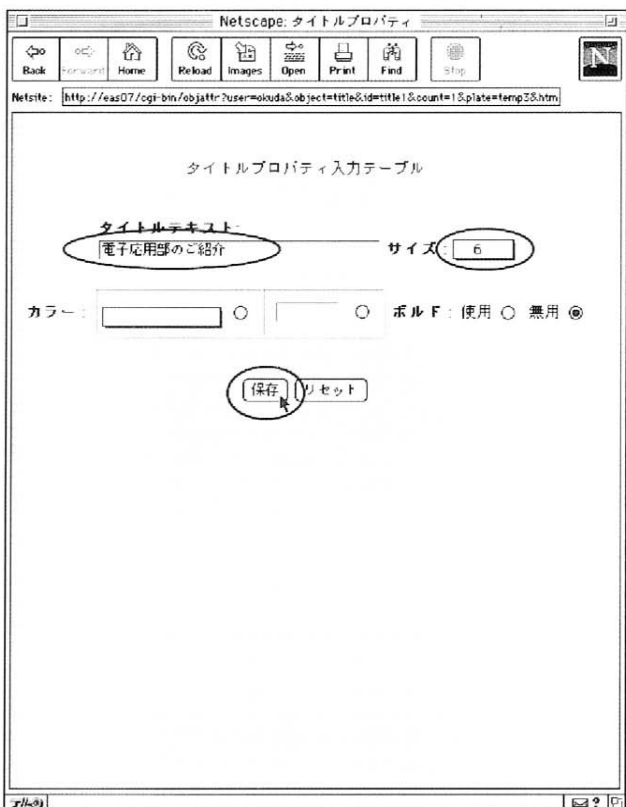 Netscape: タイトルプロパティ
Back Forward Home Reload Images Open Print Find Stop N
Netsite: http://eas07/cgi-bin/objattr?user=okuda&object=title&id=title1&count=1&plate=temp3&htm
タイトルプロパティ入力テーブル
タイトルテキスト:
電子応用部のご紹介 サイズ: 6
カラー: ボルド: 使用 無用
保存 リセット
?